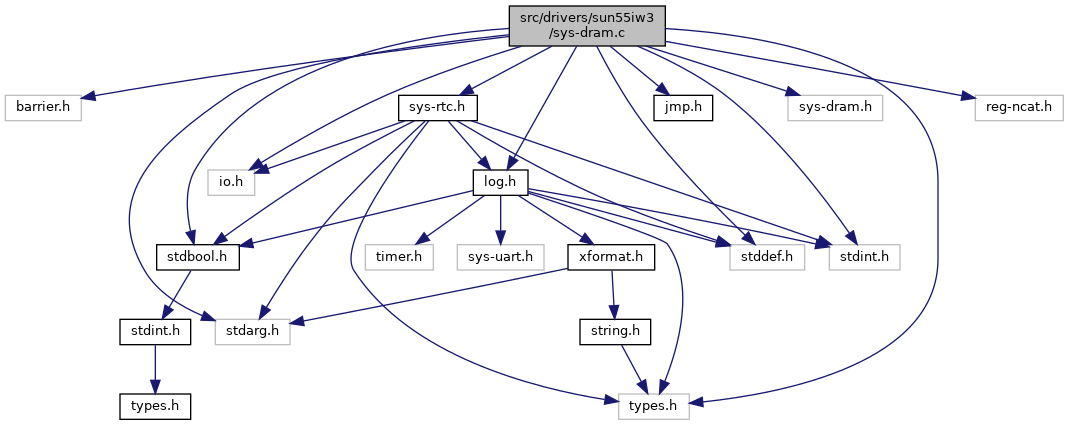 src/drivers/sun55iw3
/sys-dram.c
barrier.h
sys-rtc.h
jmp.h
sys-dram.h
reg-ncat.h
io.h
log.h
stdbool.h
timer.h
sys-uart.h
xformat.h
stddef.h
stdint.h
stdint.h
stdarg.h
string.h
types.h
types.h